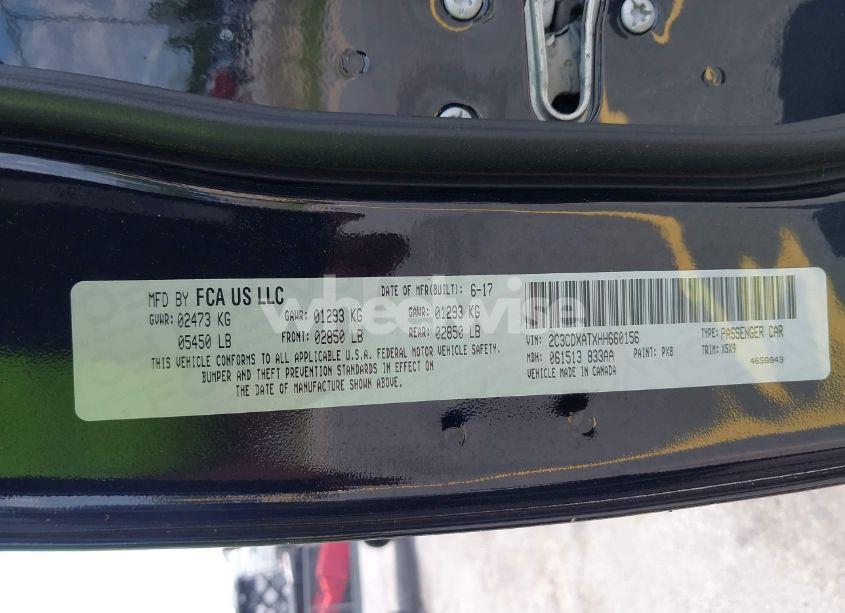 MFD BY FCA US LLC DATE OF MFR(BUILT): 6-17
GVWR: 02473 KG GAWR: 01293 KG GAWR: 01293 KG
05450 LB FRONT: 02850 LB REAR: 02850 LB
THIS VEHICLE CONFORMS TO ALL APPLICABLE U.S.A. FEDERAL MOTOR VEHICLE SAFETY,
BUMPER AND THEFT PREVENTION STANDARDS IN EFFECT ON
THE DATE OF MANUFACTURE SHOWN ABOVE.
VIN: 2C3CDXATXHH660156 TYPE: PASSENGER CAR
MDH: 061513 833AA PAINT: PX8 TRIM: X5X9
VEHICLE MADE IN CANADA 4658843
wheelwise